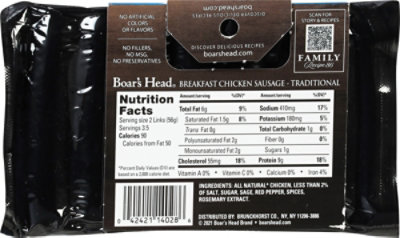 NO ARTIFICIAL
COLORS
OR FLAVORS
NO FILLERS,
NO MSG,
NO PRESERVATIVES
DISCOVER DELICIOUS RECIPES
boarshead.com
SCAN FOR
STORY & RECIPES
FAMILY
Recipe
Boar's Head® BREAKFAST CHICKEN SAUSAGE - TRADITIONAL
Nutrition
Facts
Serving size 2 Links (56g)
Servings 3.5
Calories 90
Calories from Fat 50
*Percent Daily Values (DV) are
based on a 2,000 calorie diet.
Amount/serving %DV* Amount/serving %DV*
Total Fat 6g 9% Sodium 410mg 17%
Saturated Fat 1.5g 8% Potassium 180mg 5%
Trans Fat 0g Total Carbohydrate 1g 0%
Polyunsaturated Fat 2g Fiber 0g 0%
Monounsaturated Fat 2g Sugars 1g
Cholesterol 55mg 18% Protein 9g 18%
Vitamin A 0% Vitamin C 0% Calcium 0% Iron 4%
INGREDIENTS: ALL NATURAL* CHICKEN, LESS THAN 2%
OF SALT, SUGAR, SAGE, RED PEPPER, SPICES,
ROSEMARY EXTRACT.
0 42421 14028 6
DISTRIBUTED BY: BRUNCKHORST CO., NY, NY 11206-3886
© 2021 Boar's Head Brand • boarshead.com